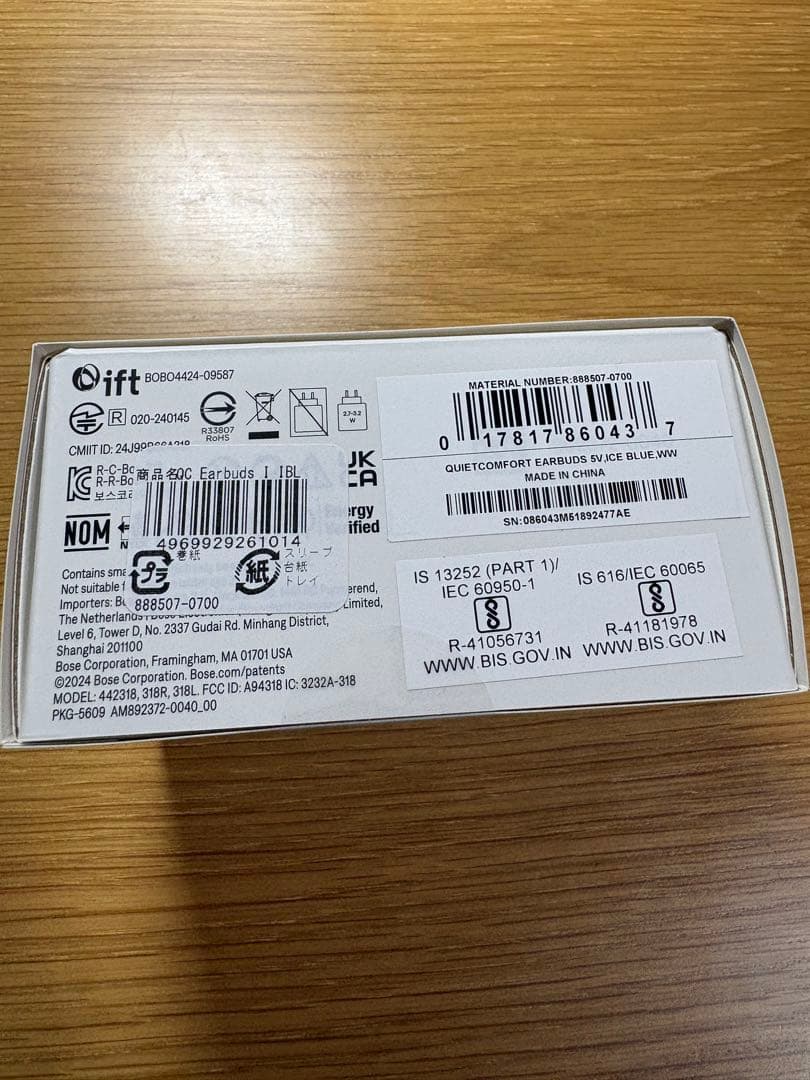 ift BOBO4424-09587
R 020-240145
R33807
RoHS
2.7-3.2
W
CMIIT ID:
R-C-
R-R-
보스코
UK
CA
NOM
Energy
商品名QC Earbuds I IBL
4969929261014
プラ
巻紙
紙
スリーブ
台紙
トレイ
888507-0700
Contains
Not suitable
Importers:
The Netherlands
Limited,
Level 6, Tower D, No. 2337 Gudai Rd. Minhang District,
Shanghai 201100
Bose Corporation, Framingham, MA 01701 USA
©2024 Bose Corporation. Bose.com/patents
MODEL: 442318, 318R, 318L. FCC ID: A94318 IC: 3232A-318
PKG-5609 AM892372-0040_00
MATERIAL NUMBER:888507-0700
0 17817 86043 7
QUIETCOMFORT EARBUDS 5V,ICE BLUE,WW
MADE IN CHINA
SN:086043M51892477AE
IS 13252 (PART 1)/
IEC 60950-1
R-41056731
WWW.BIS.GOV.IN
IS 616/IEC 60065
R-41181978
WWW.BIS.GOV.IN